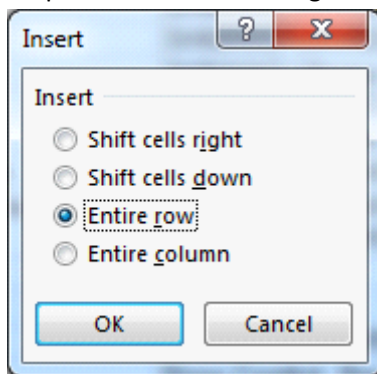 Insert
Insert
Shift cells right
Shift cells down
Entire row
Entire column
OK
Cancel